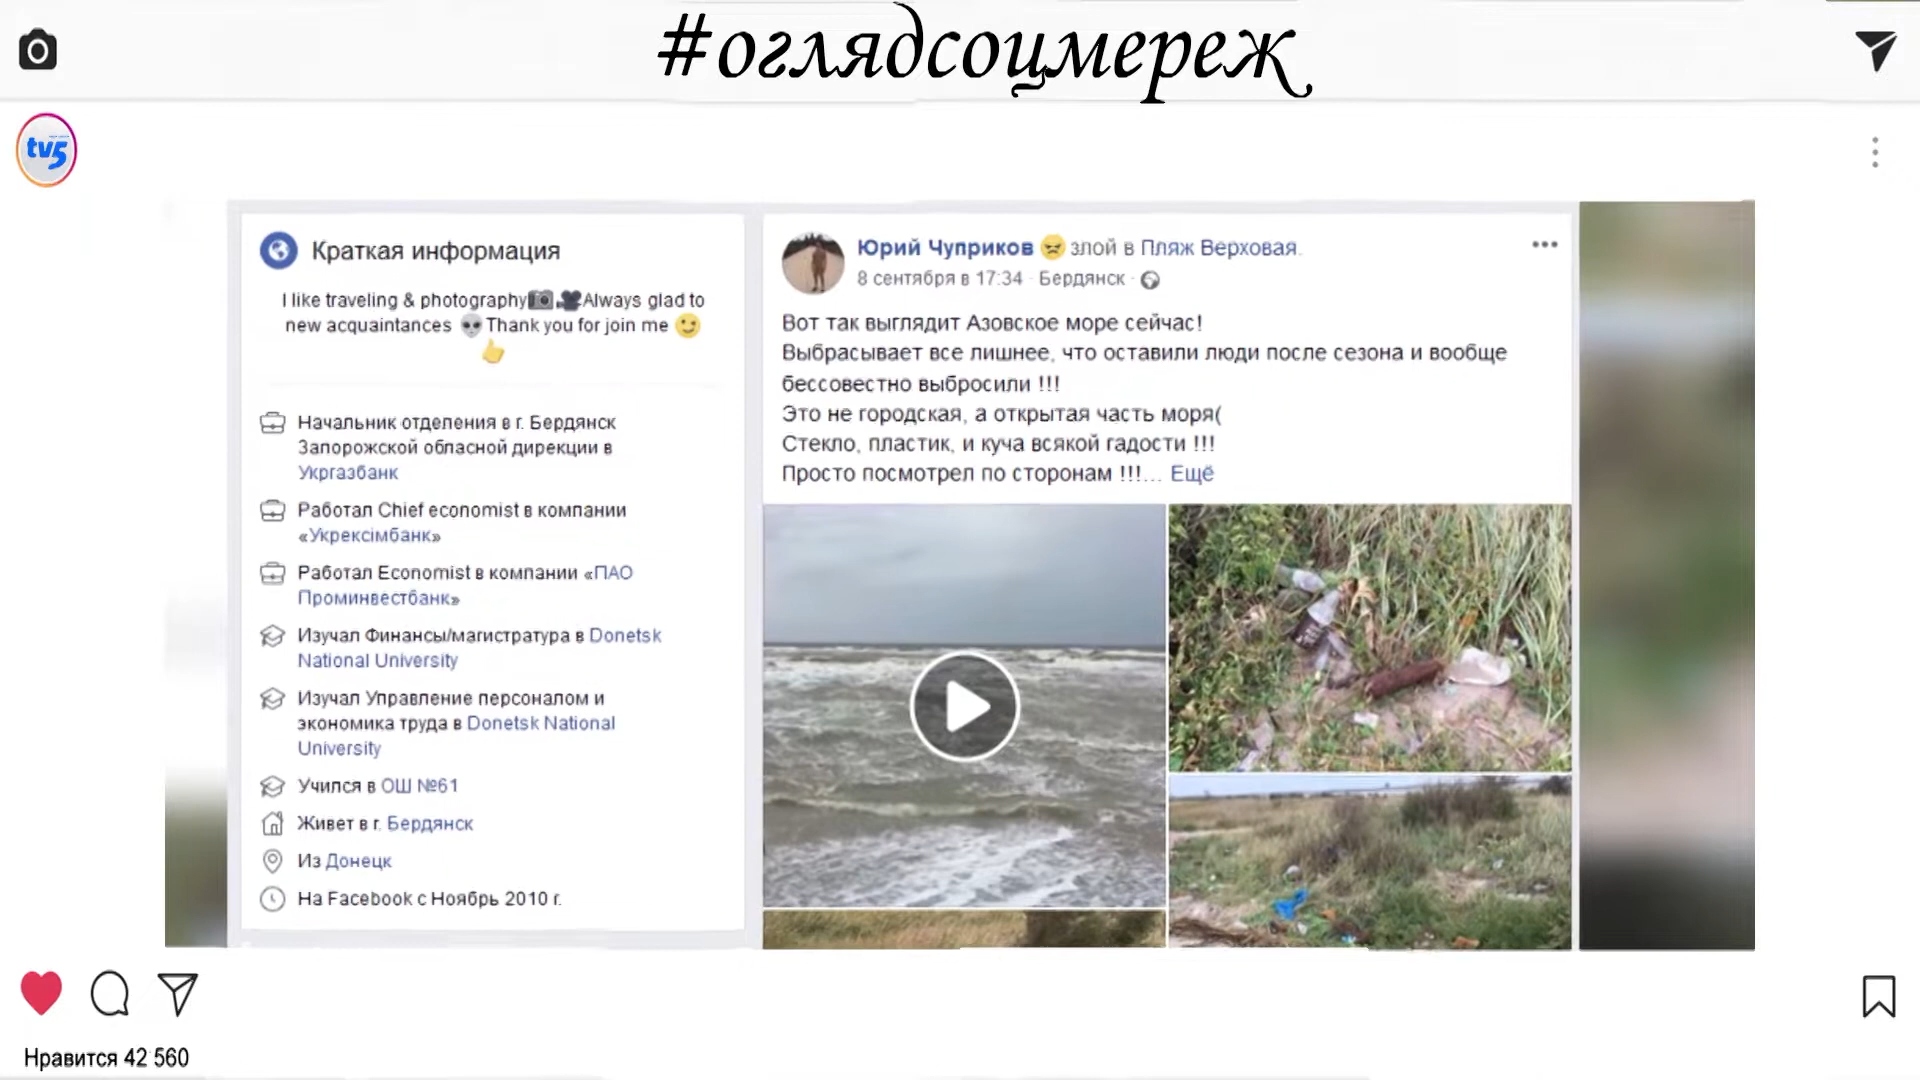 #оглядсоцмереж
tv5
Краткая информация
I like traveling & photography📷🎥Always glad to
new acquaintances 👽Thank you for join me 😉
👍
Начальник отделения в г. Бердянск
Запорожской обласной дирекции в
Укргазбанк
Работал Chief economist в компании
«Укрексімбанк»
Работал Economist в компании «ПАО
Проминвестбанк»
Изучал Финансы/магистратура в Donetsk
National University
Изучал Управление персоналом и
экономика труда в Donetsk National
University
Учился в ОШ №61
Живет в г. Бердянск
Из Донецк
На Facebook с Ноябрь 2010 г.
Юрий Чуприков 😠 злой в Пляж Верховая.
8 сентября в 17:34 · Бердянск ·
Вот так выглядит Азовское море сейчас!
Выбрасывает все лишнее, что оставили люди после сезона и вообще
бессовестно выбросили !!!
Это не городская, а открытая часть моря(
Стекло, пластик, и куча всякой гадости !!!
Просто посмотрел по сторонам !!!... Ещё
Нравится 42 560